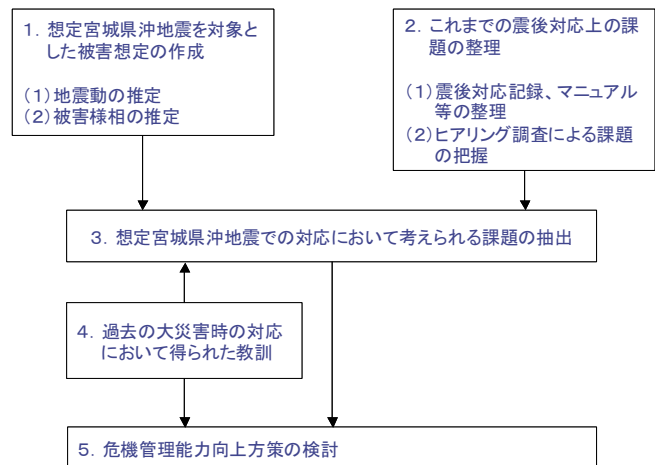 1．想定宮城県沖地震を対象と
した被害想定の作成
（1）地震動の推定
（2）被害様相の推定
2．これまでの震後対応上の課
題の整理
（1）震後対応記録、マニュアル
等の整理
（2）ヒアリング調査による課題
の把握
3．想定宮城県沖地震での対応において考えられる課題の抽出
4．過去の大災害時の対応
において得られた教訓
5．危機管理能力向上方策の検討